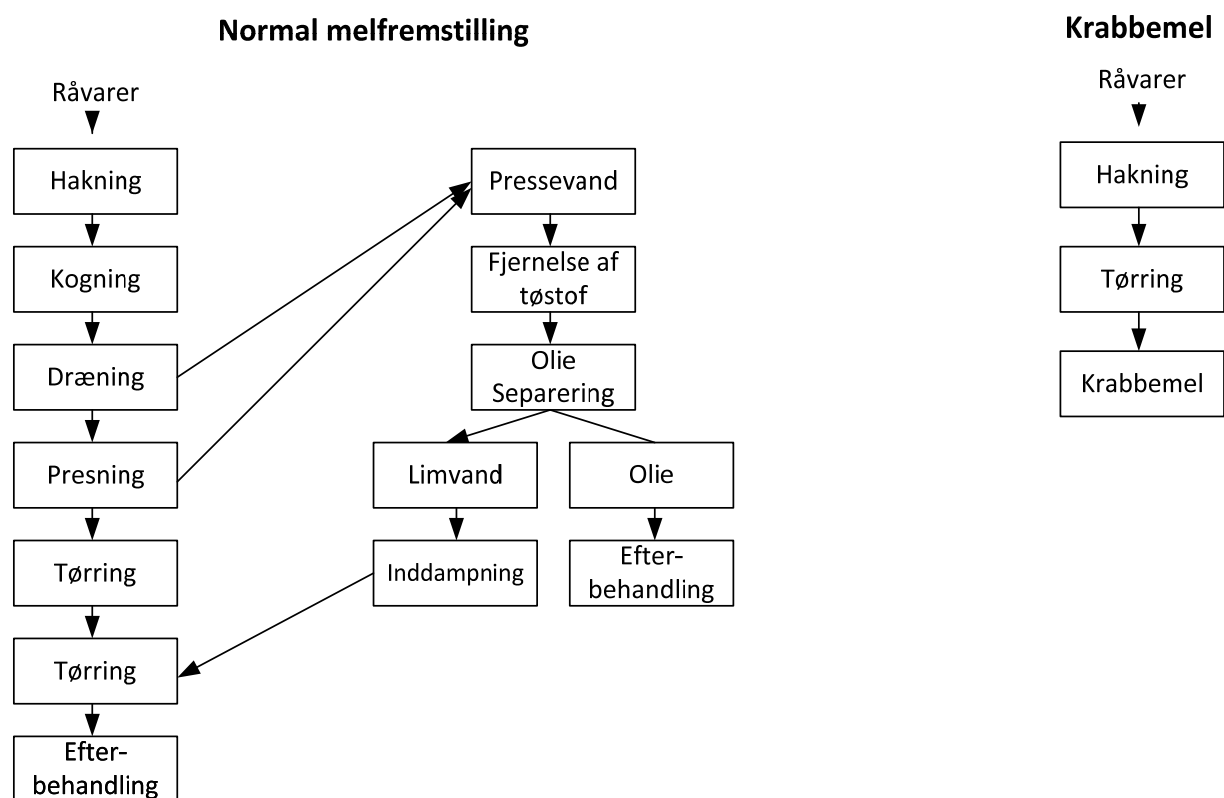 Normal melfremstilling
Råvarer
Hakning
Kogning
Dræning
Presning
Tørring
Tørring
Efter-
behandling
Pressevand
Fjernelse af
tøstof
Olie
Separering
Limvand
Inddampning
Olie
Efter-
behandling
Krabbemel
Råvarer
Hakning
Tørring
Krabbemel